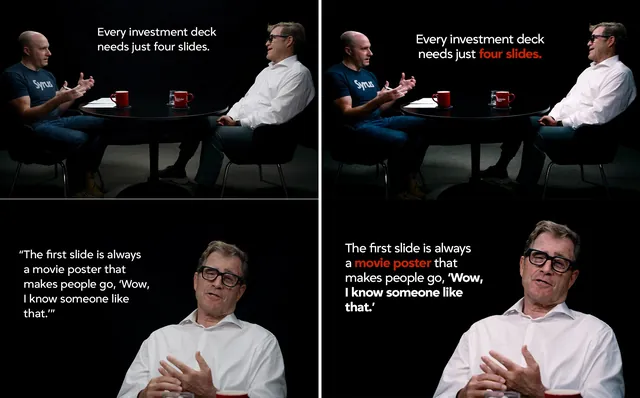 Every investment deck
needs just four slides.
Syrus
Every investment deck
needs just four slides.
Syrus
“The first slide is always
a movie poster that
makes people go, ‘Wow,
I know someone like
that.’”
The first slide is always
a movie poster that
makes people go, ‘Wow,
I know someone like
that.’